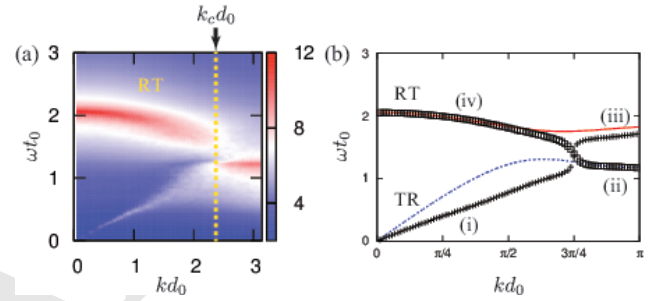 k_c d_0
(a)
RT
ωt_0
3
2
1
0
0
1
2
3
kd_0
12
8
4
(b)
RT
(iv)
(iii)
TR
(i)
(ii)
ωt_0
3
2
1
0
0
π/4
π/2
3π/4
π
kd_0